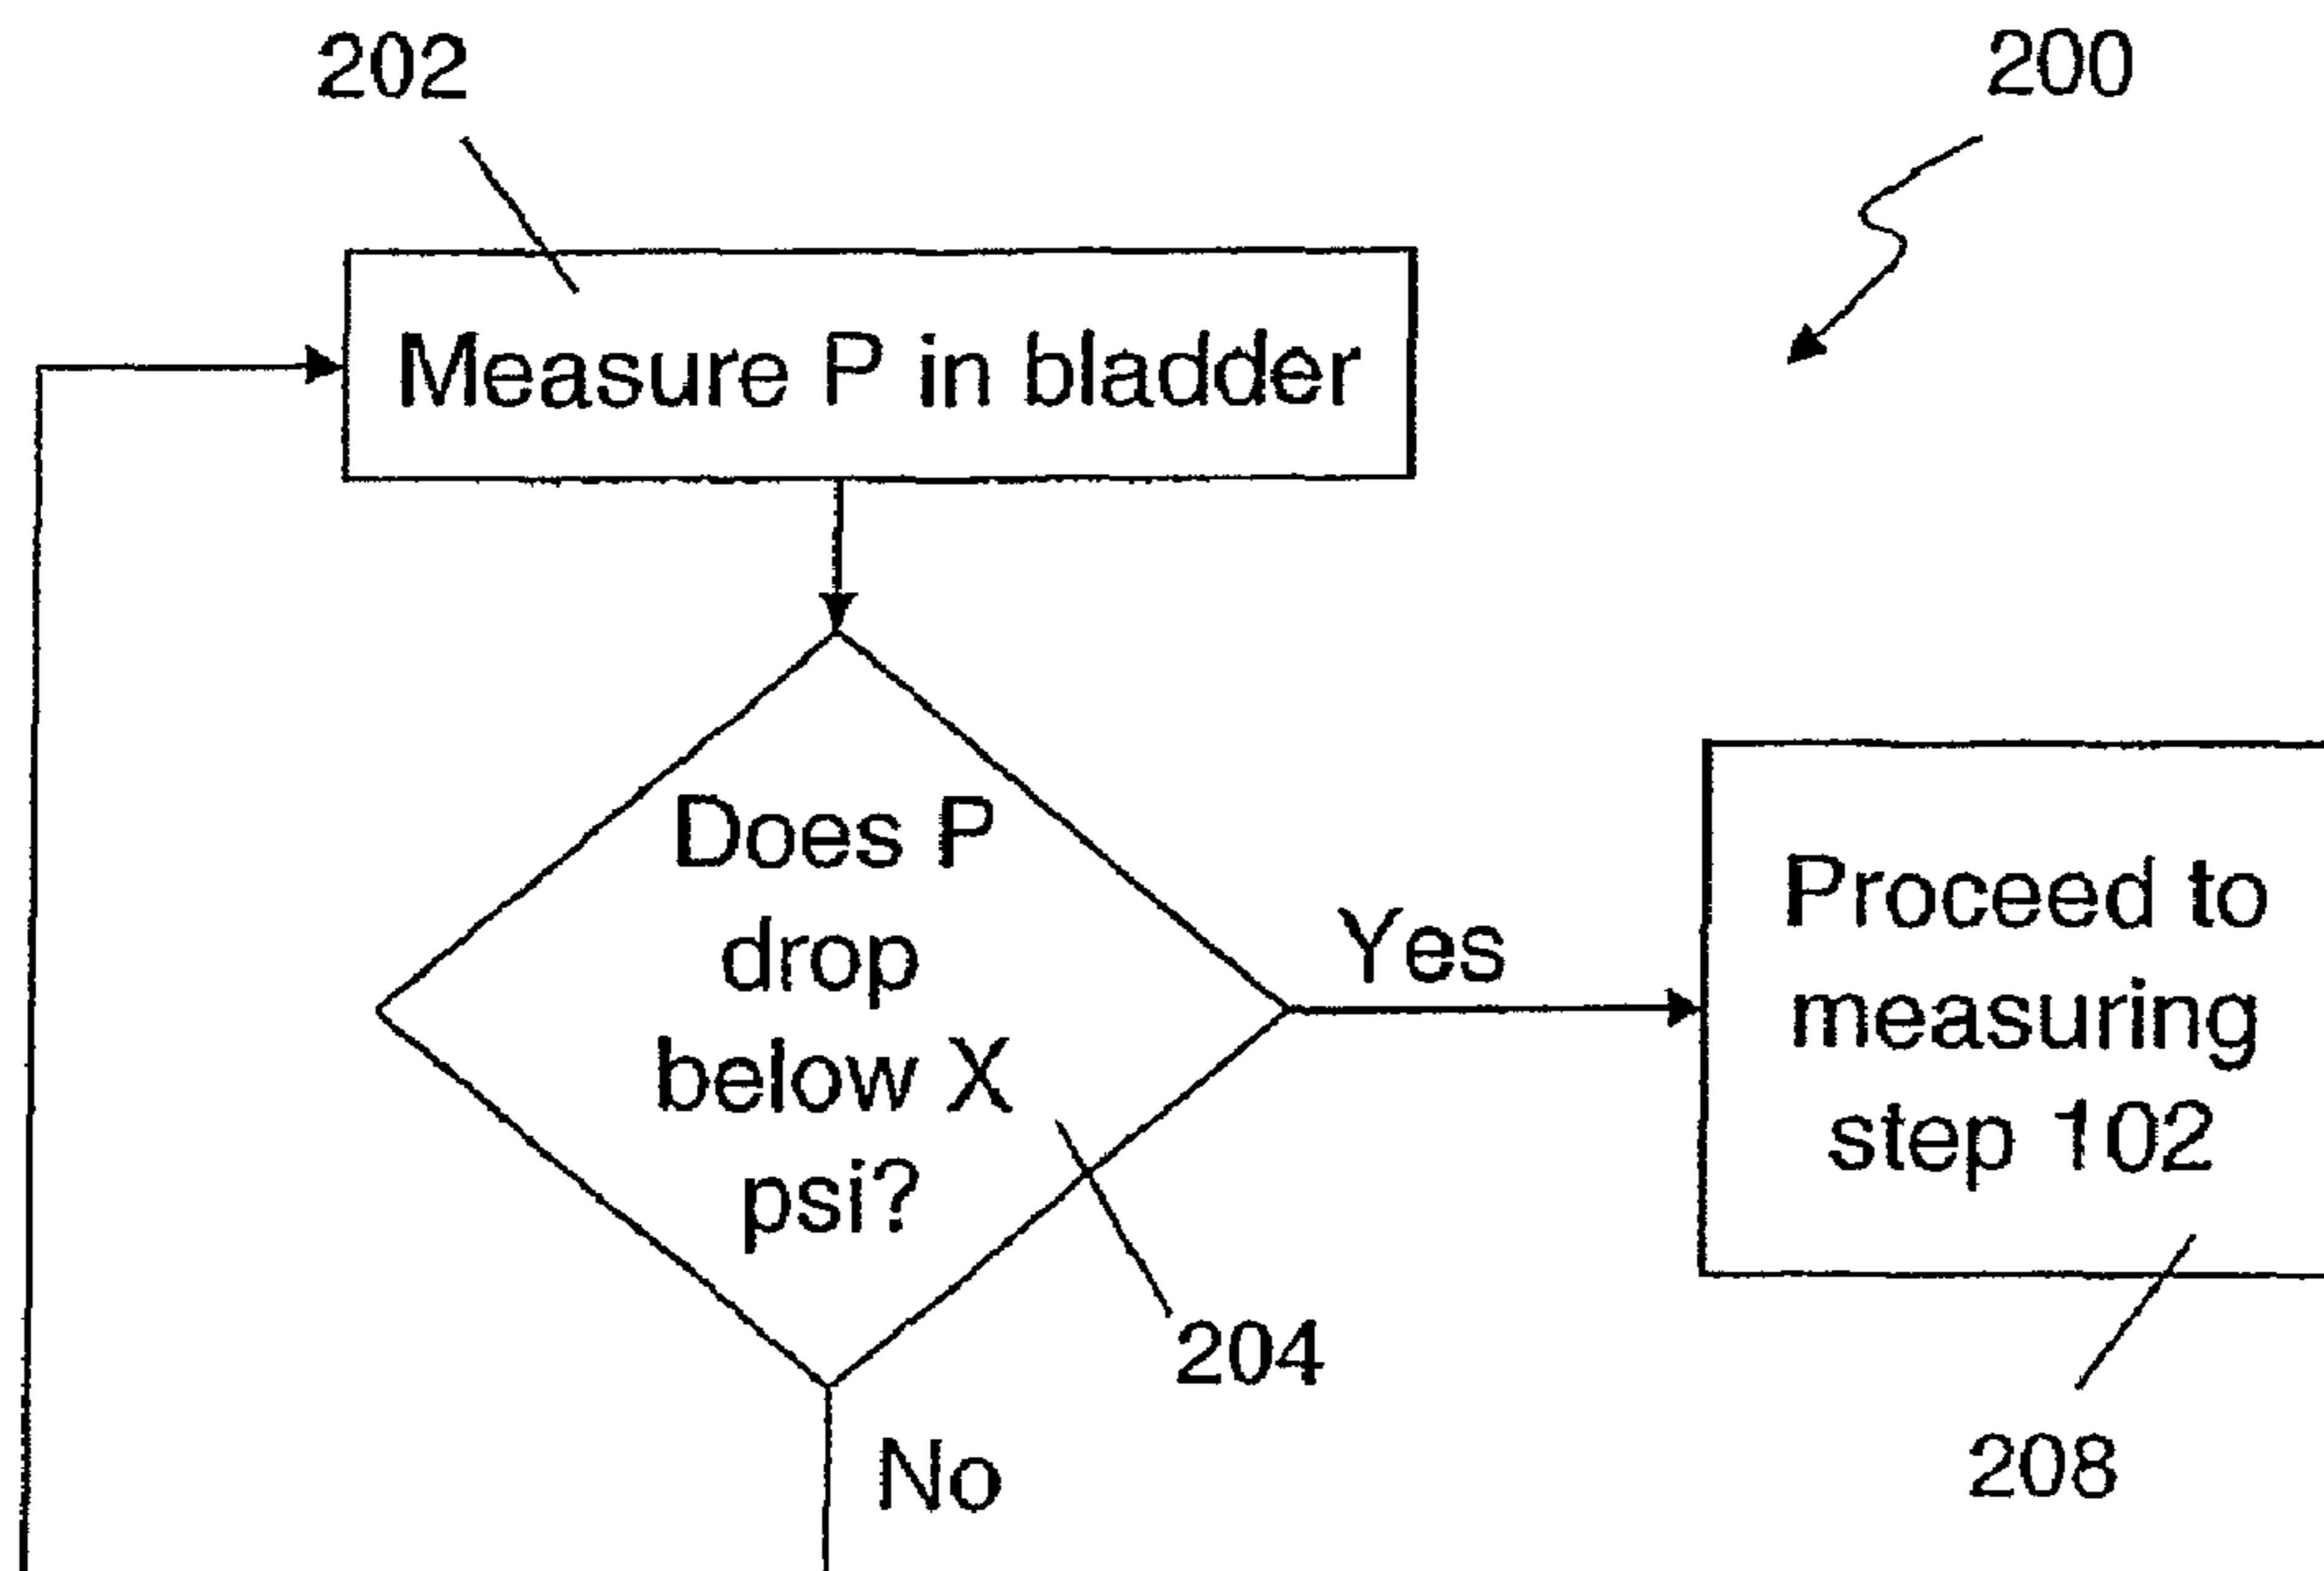 202
200
Measure P in bladder
Does P
drop
below X
psi?
Yes
Proceed to
measuring
step 102
204
208
No